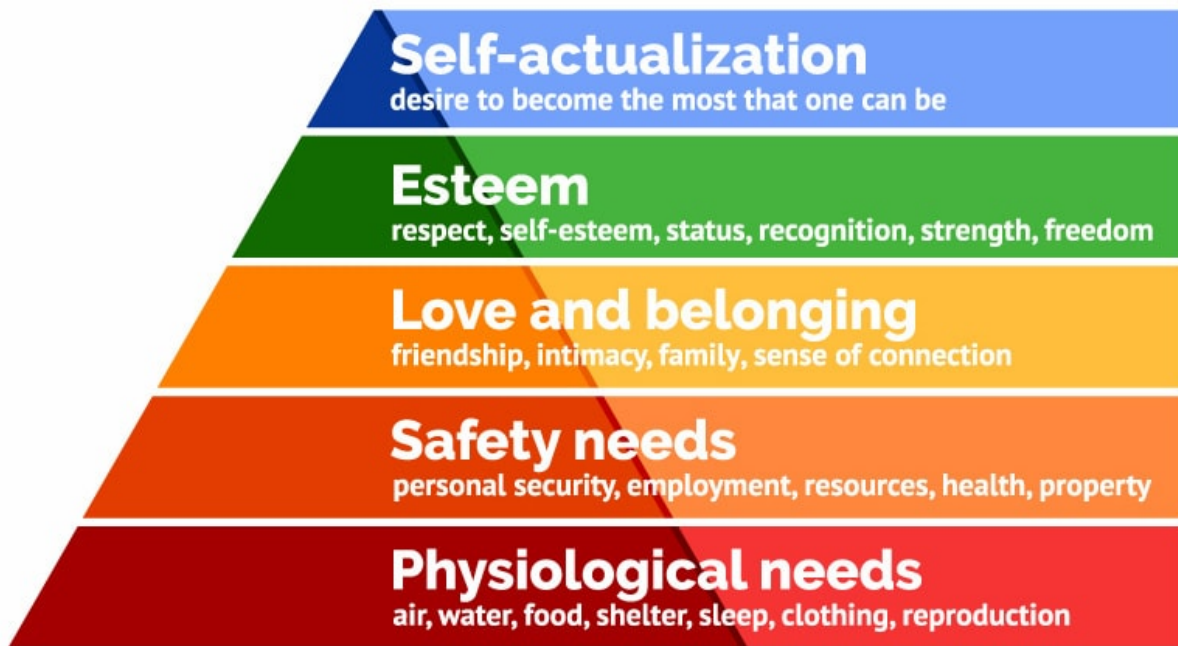 Self-actualization
desire to become the most that one can be
Esteem
respect, self-esteem, status, recognition, strength, freedom
Love and belonging
friendship, intimacy, family, sense of connection
Safety needs
personal security, employment, resources, health, property
Physiological needs
air, water, food, shelter, sleep, clothing, reproduction